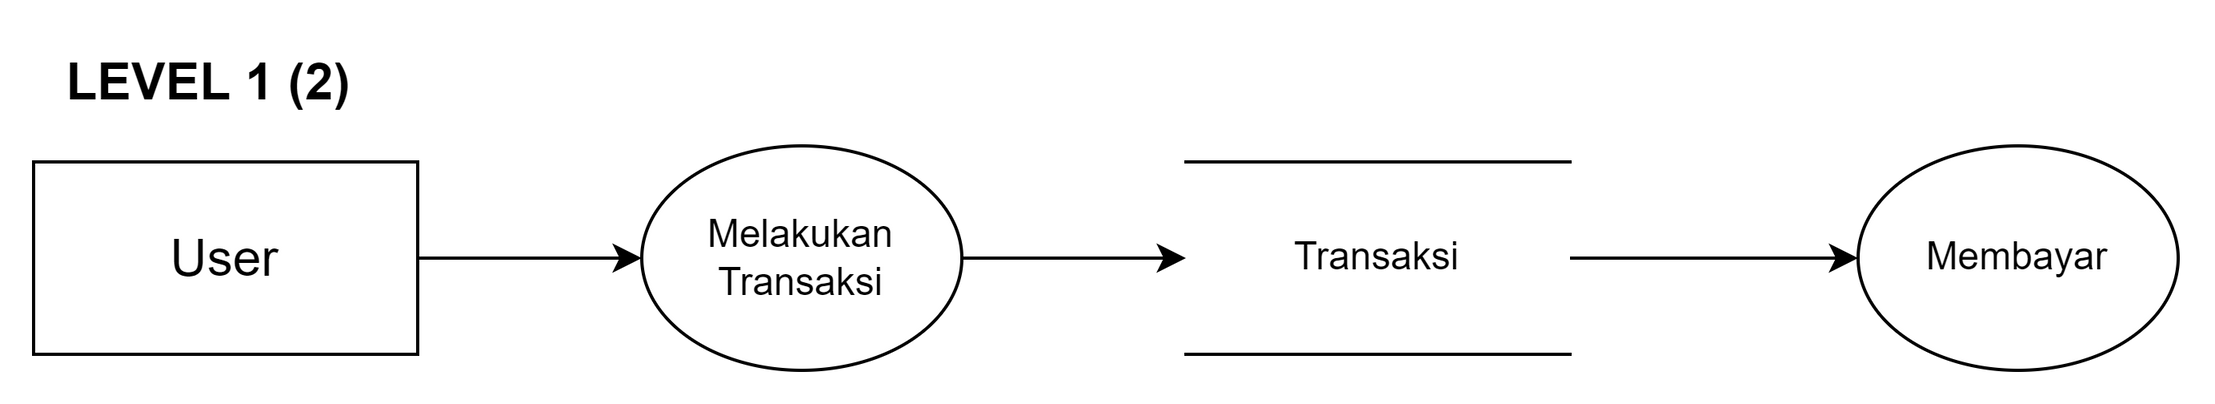 LEVEL 1 (2)
User
Melakukan
Transaksi
Transaksi
Membayar